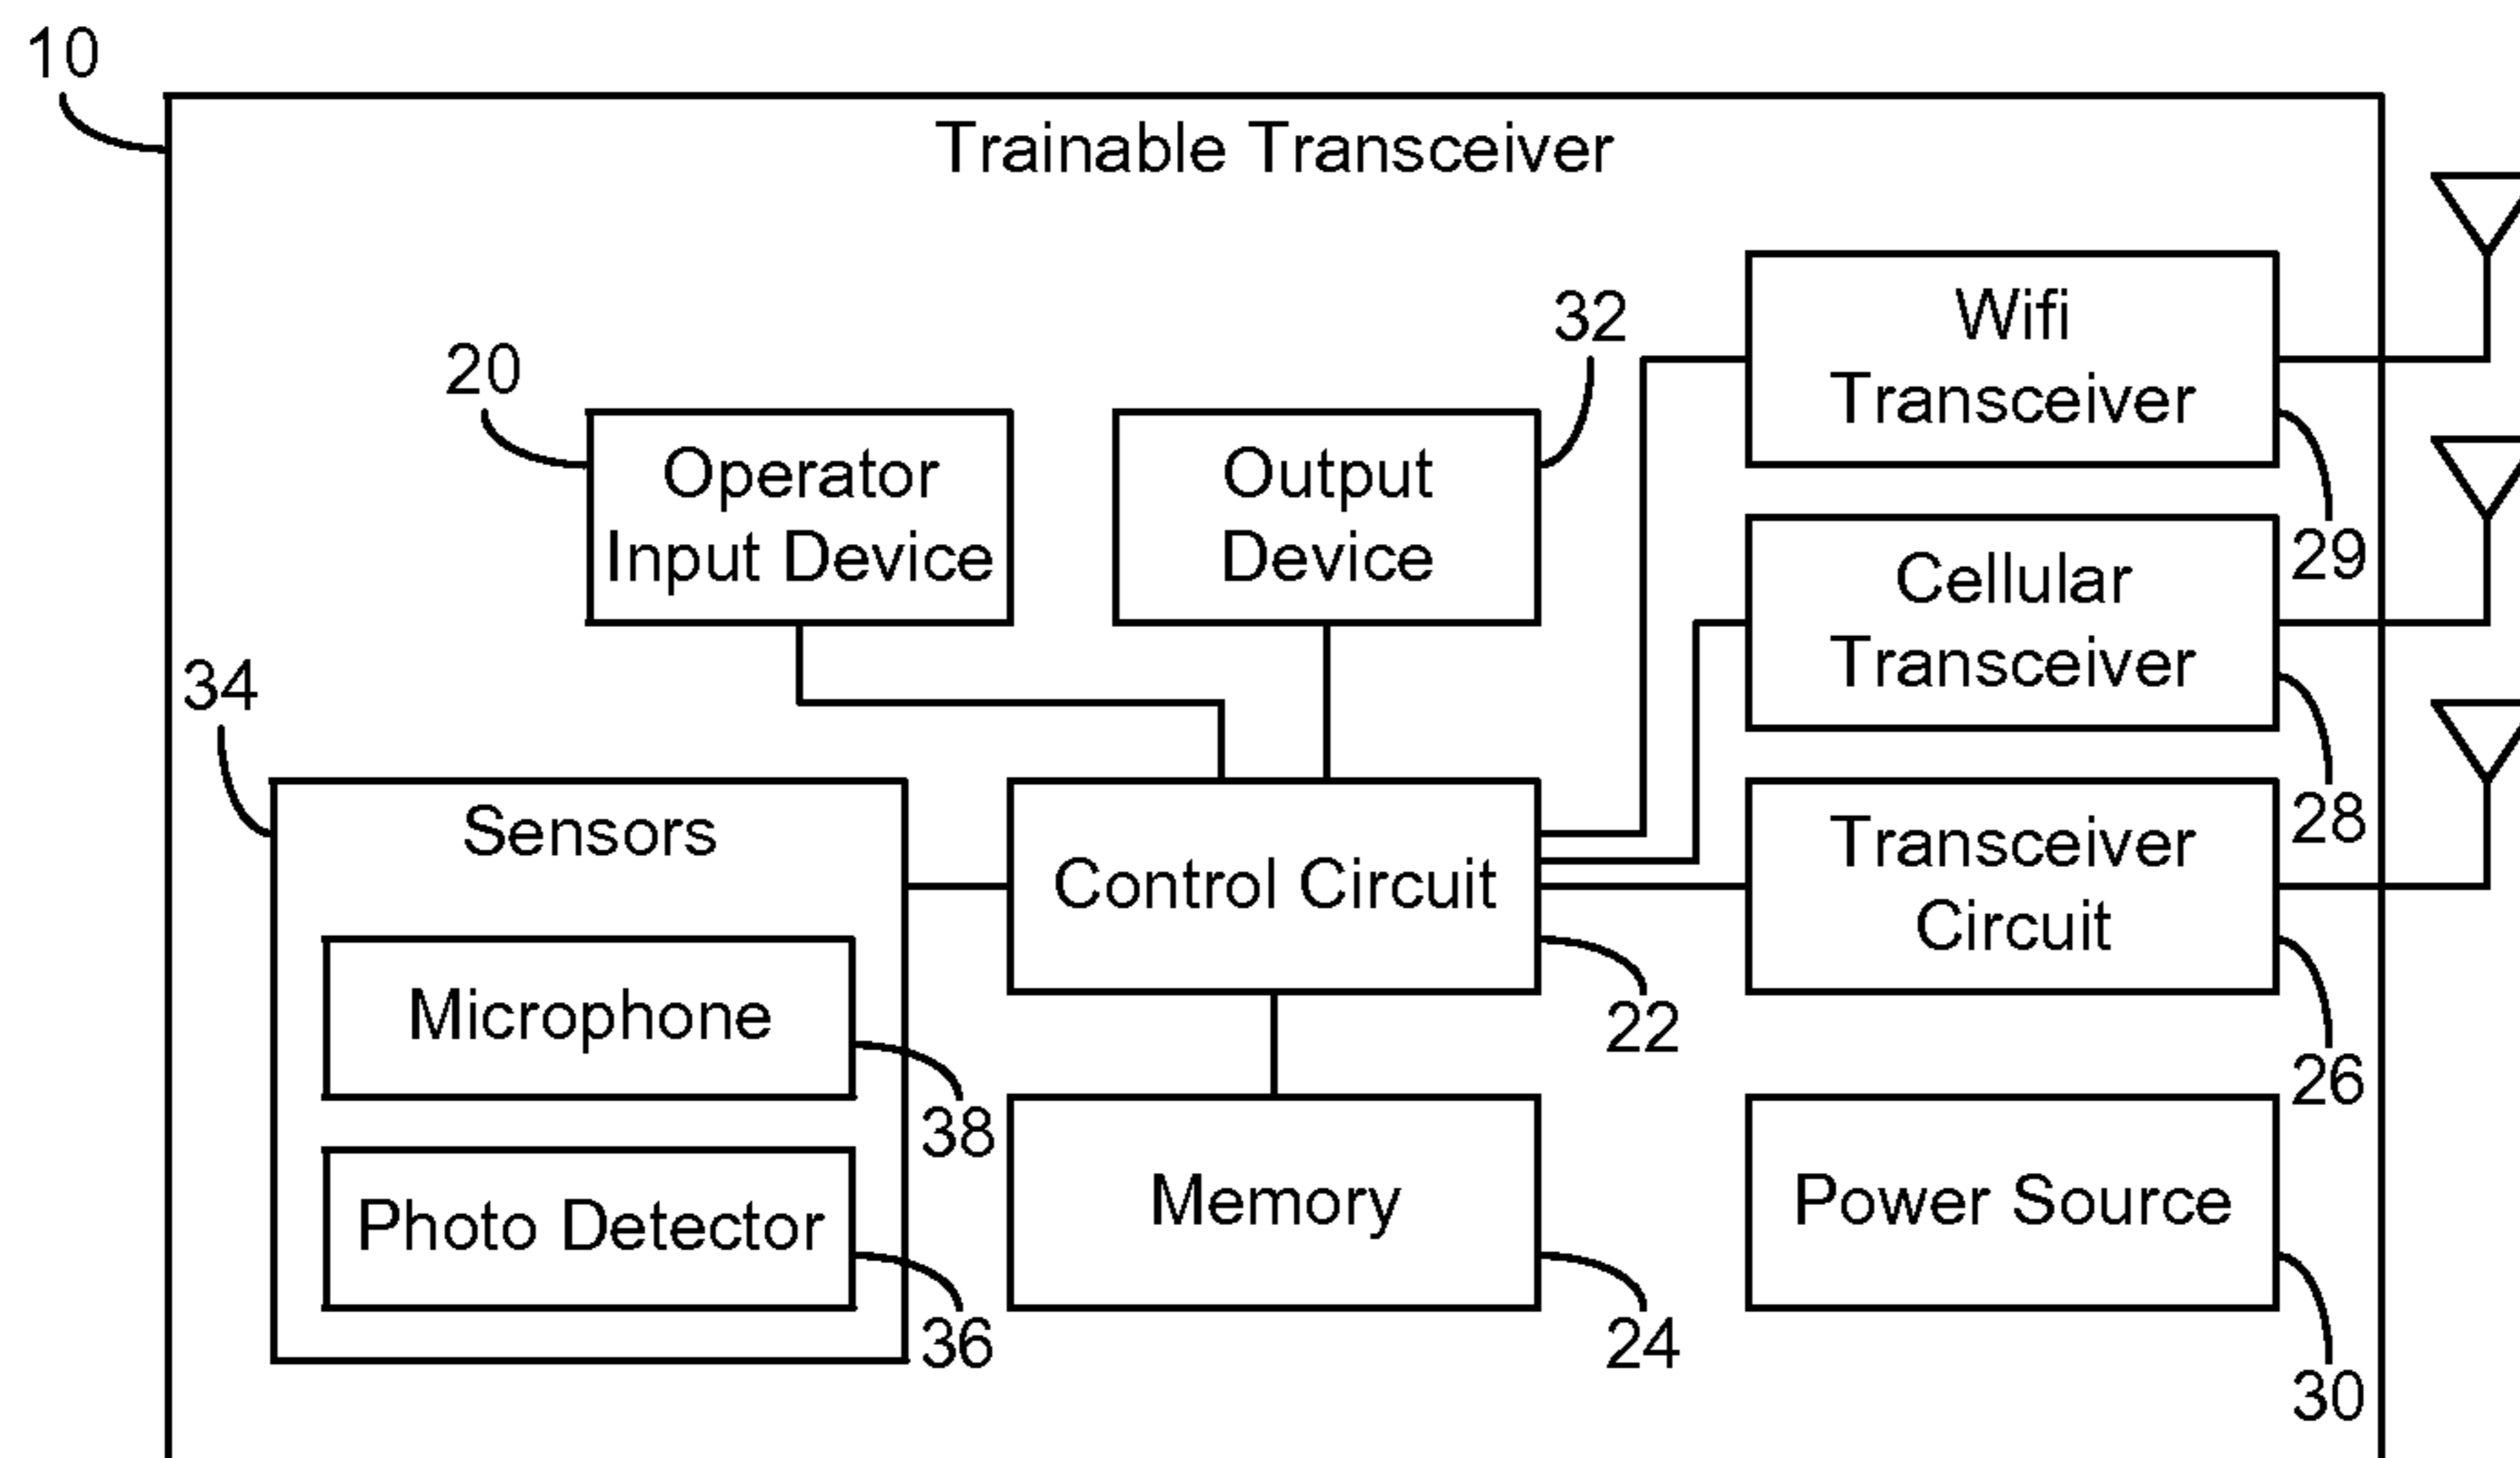 10
Trainable Transceiver
32
Wifi
Transceiver
29
20
Operator
Input Device
Output
Device
Cellular
Transceiver
28
34
Sensors
Control Circuit
22
Transceiver
Circuit
26
Microphone
38
Photo Detector
36
Memory
24
Power Source
30